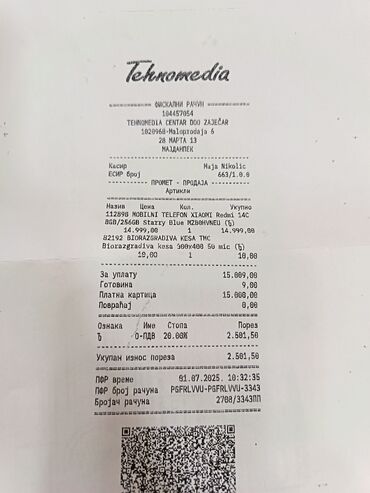 Tehnomedia
ФИСКАЛНИ РАЧУН
104457054
TEHNOMEDIA CENTAR DOO ZAJEČAR
1020968-Maloprodaja 6
28 МАРТА 13
МАЈДАНПЕК
Касир Maja Nikolic
ЕСИР број 663/1.0.0
ПРОМЕТ - ПРОДАЈА
Артикли
Назив Цена Кол. Укупно
112898 MOBILNI TELEFON XIAOMI Redmi 14C
8GB/256GB Starry Blue MZB0HVNEU (Ђ)
14.999,00 1 14.999,00
82192 BIORAZGRADIVA KESA TMC
Biorazgradiva kesa 300x400 50 mic (Ђ)
10,00 1 10,00
За уплату 15.009,00
Готовина 9,00
Платна картица 15.000,00
Повраћај 0,00
Ознака Име Стопа Порез
Ђ О-ПДВ 20.00% 2.501,50
Укупан износ пореза 2.501,50
ПФР време 01.07.2025. 10:32:35
ПФР број рачуна PGFRLVVU-PGFRLVVU-3343
Бројач рачуна 2708/3343ПП